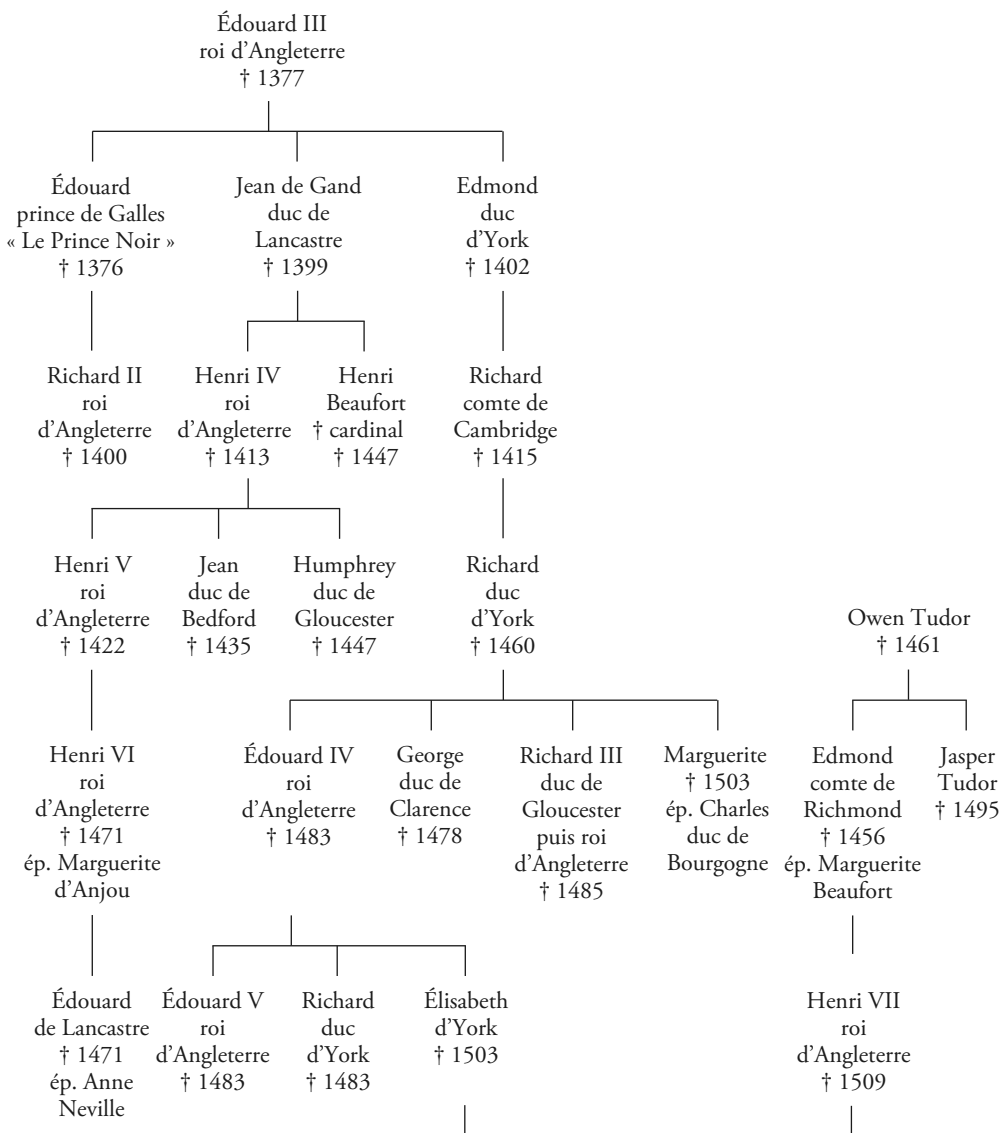 Édouard III
roi d’Angleterre
† 1377
Édouard
prince de Galles
« Le Prince Noir »
† 1376
Jean de Gand
duc de
Lancastre
† 1399
Edmond
duc
d’York
† 1402
Richard II
roi
d’Angleterre
† 1400
Henri IV
roi
d’Angleterre
† 1413
Henri
Beaufort
† cardinal
† 1447
Richard
comte de
Cambridge
† 1415
Henri V
roi
d’Angleterre
† 1422
Jean
duc de
Bedford
† 1435
Humphrey
duc de
Gloucester
† 1447
Richard
duc
d’York
† 1460
Owen Tudor
† 1461
Henri VI
roi
d’Angleterre
† 1471
ép. Marguerite
d’Anjou
Édouard IV
roi
d’Angleterre
† 1483
George
duc de
Clarence
† 1478
Richard III
duc de
Gloucester
puis roi
d’Angleterre
† 1485
Marguerite
† 1503
ép. Charles
duc de
Bourgogne
Edmond
comte de
Richmond
† 1456
ép. Marguerite
Beaufort
Jasper
Tudor
† 1495
Édouard
de Lancastre
† 1471
ép. Anne
Neville
Édouard V
roi
d’Angleterre
† 1483
Richard
duc
d’York
† 1483
Élisabeth
d’York
† 1503
Henri VII
roi
d’Angleterre
† 1509